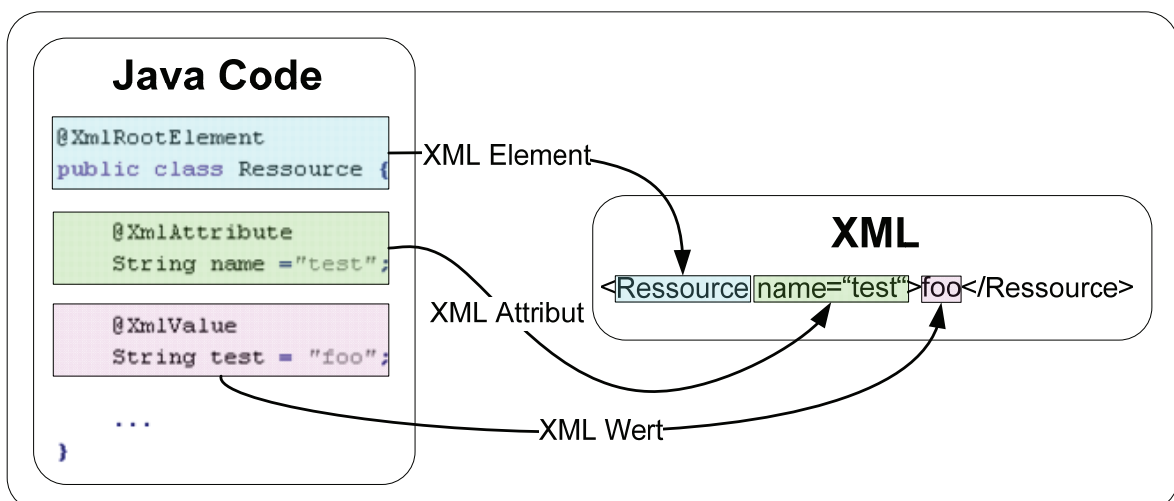 Java Code
@XmlRootElement
public class Ressource {
@XmlAttribute
String name ="test";
@XmlValue
String test = "foo";
...
}
XML Element
XML Attribut
XML Wert
XML
<Ressource name=“test“>foo</Ressource>